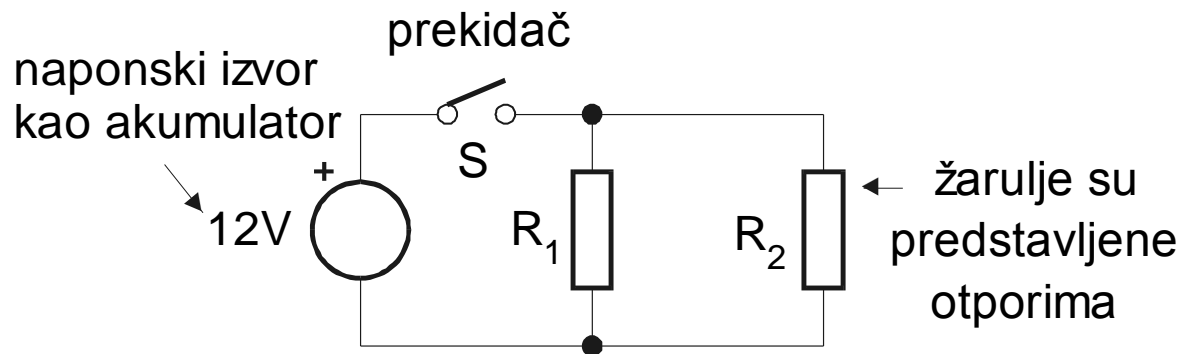 prekidač
naponski izvor
kao akumulator
+
S
12V
R1
R2
žarulje su
predstavljene
otporima